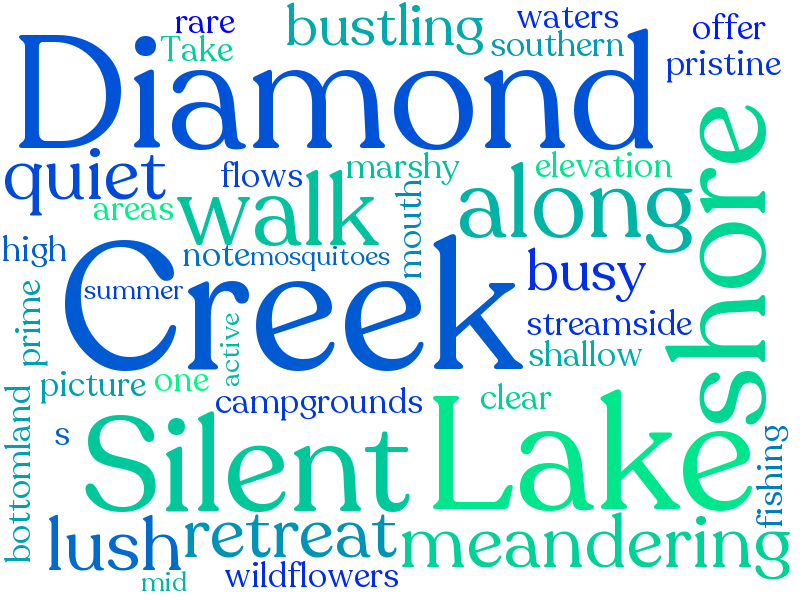 rare
bustling
waters
offer
Take
southern
pristine
Diamond
quiet
flows
marshy
elevation
areas
walk
along
shore
high
note
mosquitoes
mouth
busy
Creek
summer
prime
active
streamside
shallow
picture
one
campgrounds
clear
bottomland
s
Silent
Lake
fishing
lush
retreat
meandering
mid
wildflowers